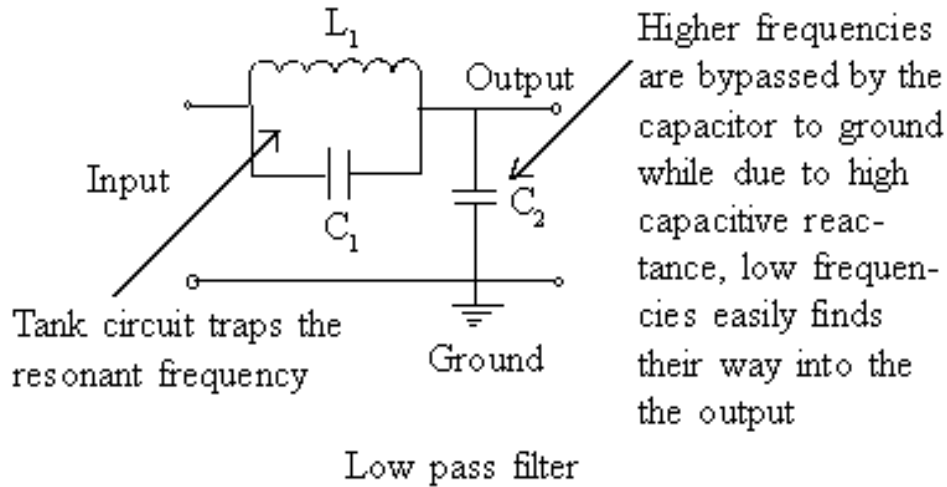 L1
Output
Input
C1
C2
Higher frequencies
are bypassed by the
capacitor to ground
while due to high
capacitive reac-
tance, low frequen-
cies easily finds
their way into the
the output
Tank circuit traps the
resonant frequency
Ground
Low pass filter